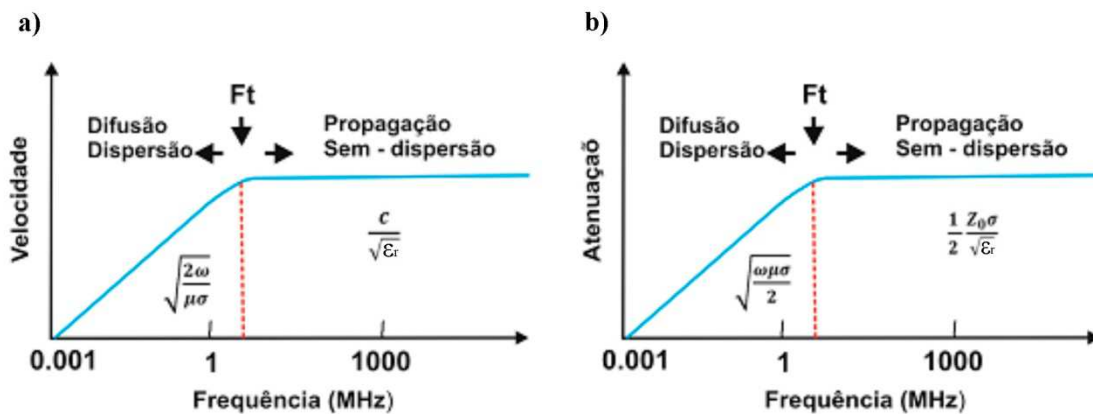 a)
Ft
Difusão
Dispersão
Propagação
Sem - dispersão
Velocidade
c/√εr
√(2ω/μσ)
0.001
1
1000
Frequência (MHz)
b)
Ft
Difusão
Dispersão
Propagação
Sem - dispersão
Atenuaçaõ
1/2 Z₀σ/√εr
√(ωμσ/2)
0.001
1
1000
Frequência (MHz)